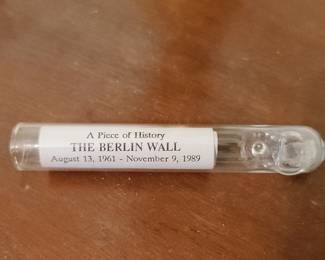 A Piece of History
THE BERLIN WALL
August 13, 1961 - November 9, 1989